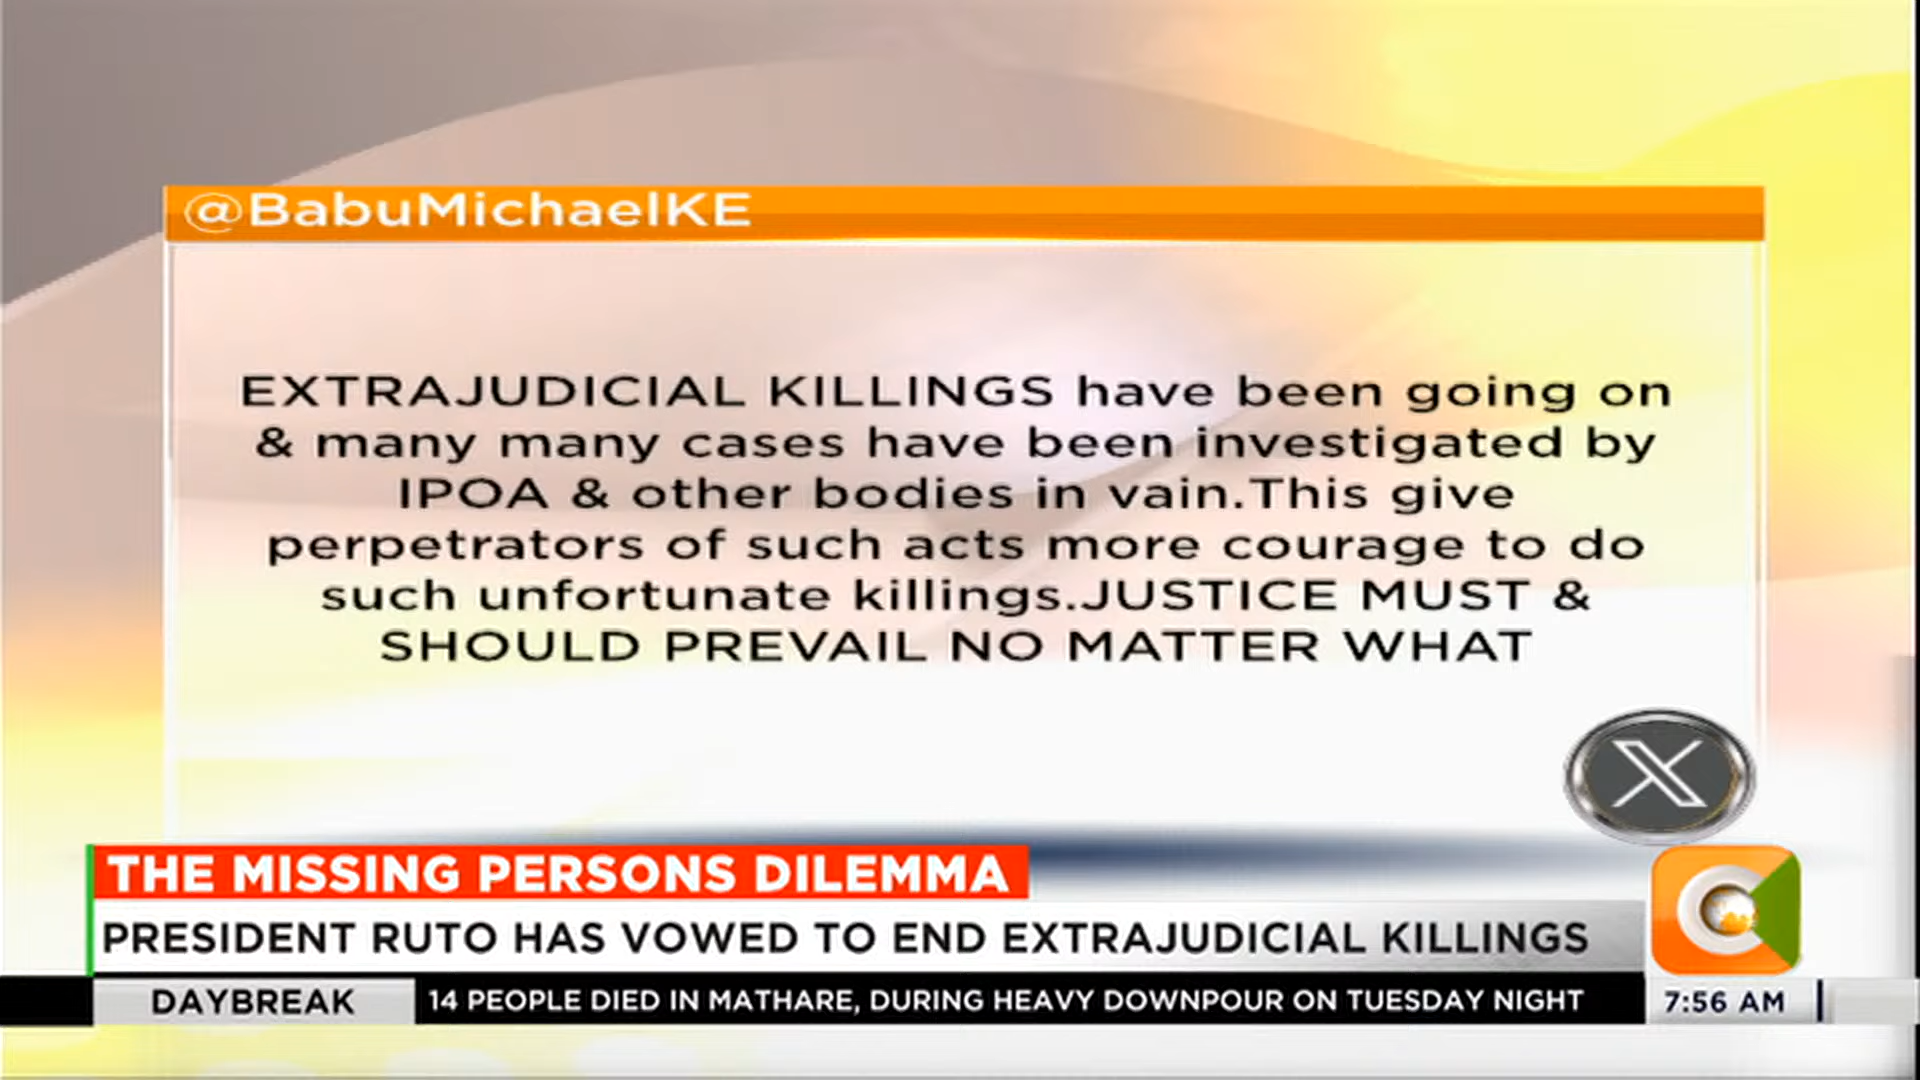 @BabuMichaelKE
EXTRAJUDICIAL KILLINGS have been going on
& many many cases have been investigated by
IPOA & other bodies in vain.This give
perpetrators of such acts more courage to do
such unfortunate killings.JUSTICE MUST &
SHOULD PREVAIL NO MATTER WHAT
THE MISSING PERSONS DILEMMA
PRESIDENT RUTO HAS VOWED TO END EXTRAJUDICIAL KILLINGS
DAYBREAK
14 PEOPLE DIED IN MATHARE, DURING HEAVY DOWNPOUR ON TUESDAY NIGHT
7:56 AM